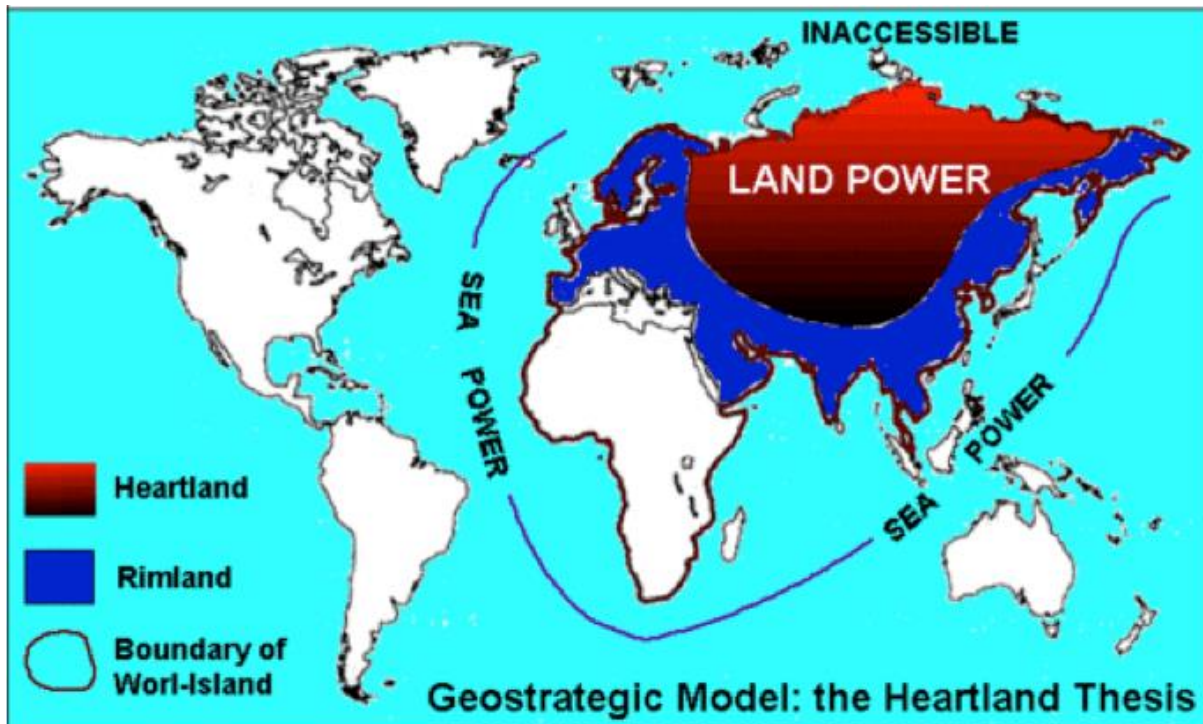 INACCESSIBLE
LAND POWER
SEA POWER
SEA POWER
Heartland
Rimland
Boundary of
Worl-Island
Geostrategic Model: the Heartland Thesis